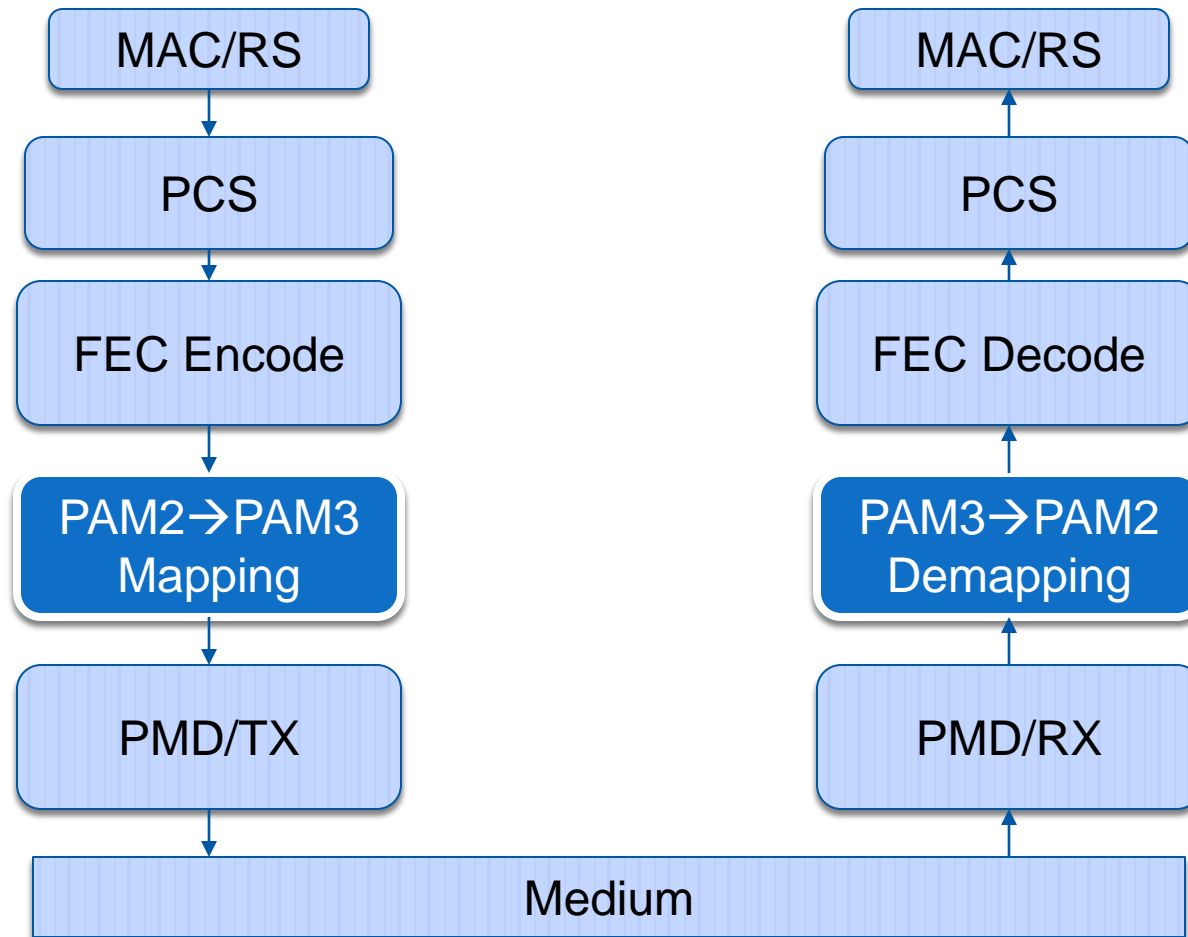 MAC/RS
PCS
FEC Encode
PAM2→PAM3
Mapping
PMD/TX
MAC/RS
PCS
FEC Decode
PAM3→PAM2
Demapping
PMD/RX
Medium